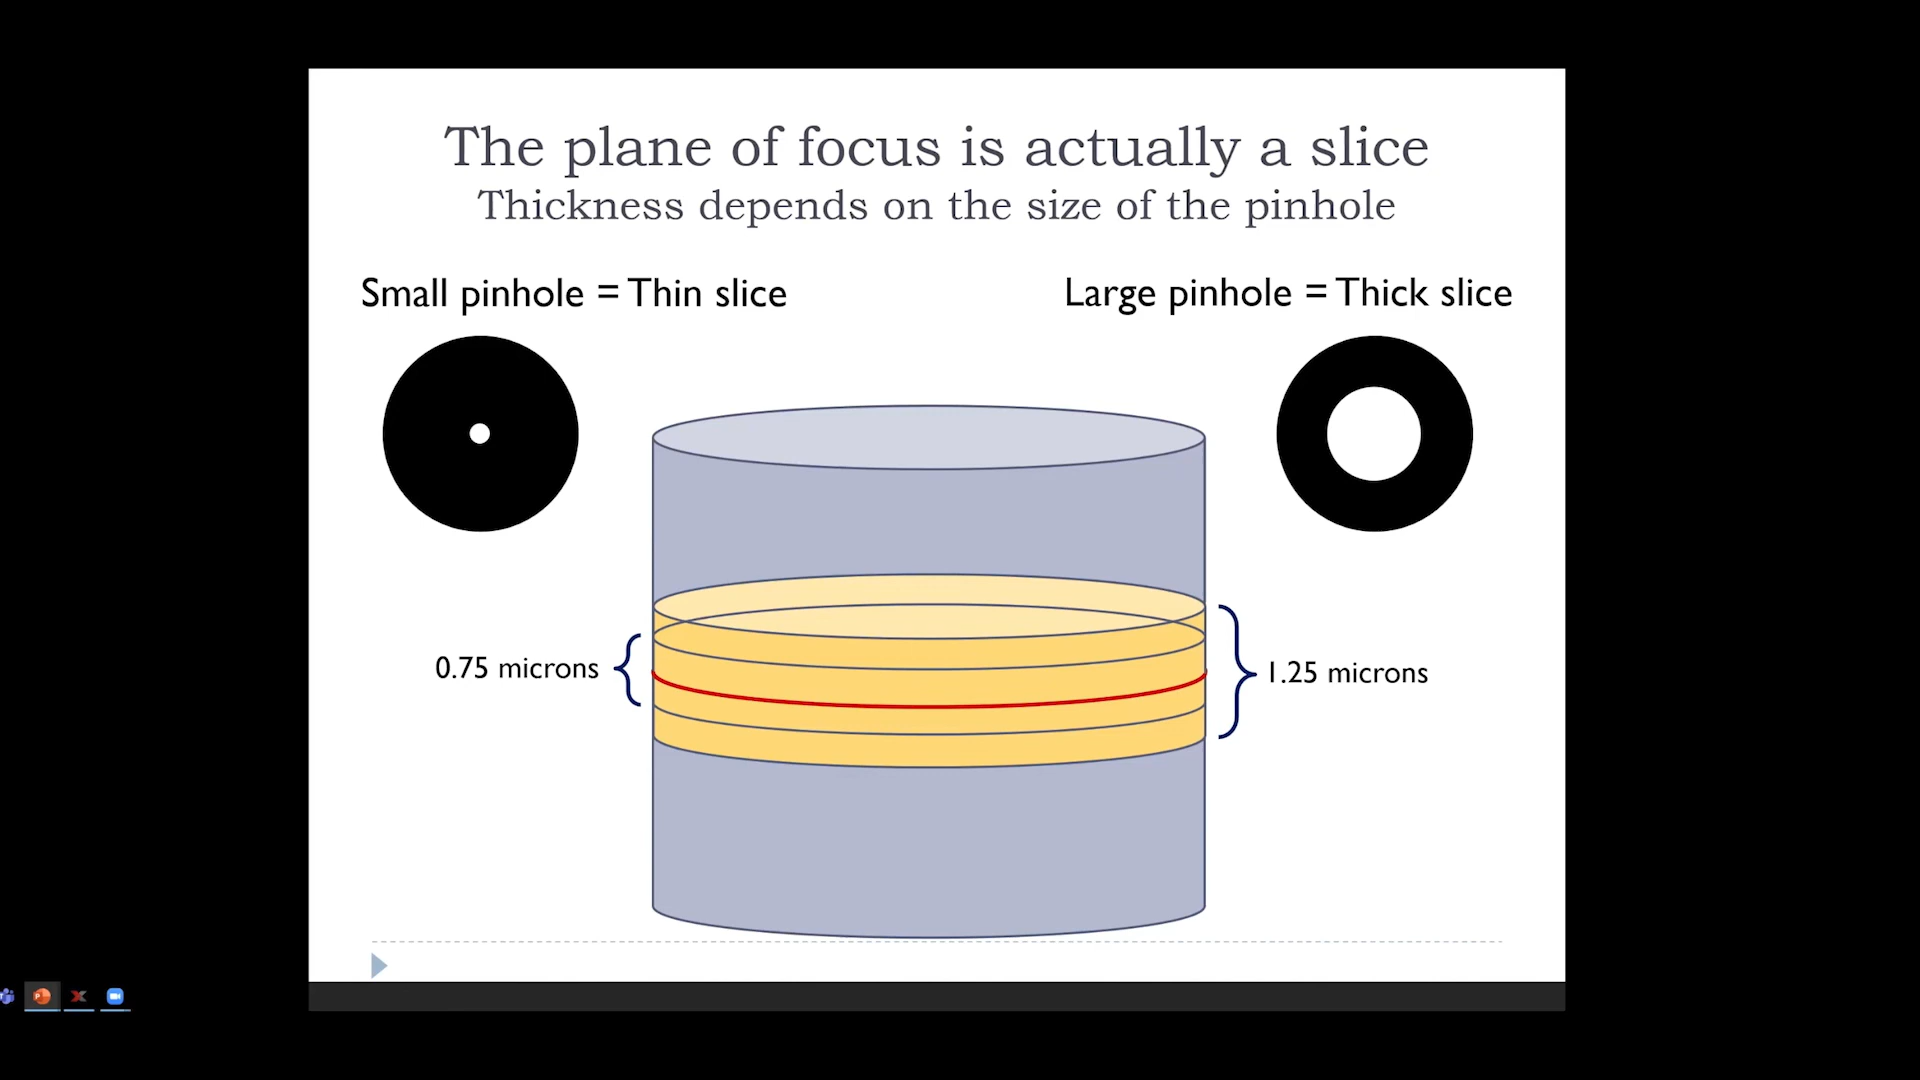 The plane of focus is actually a slice
Thickness depends on the size of the pinhole
Small pinhole = Thin slice
Large pinhole = Thick slice
0.75 microns
1.25 microns